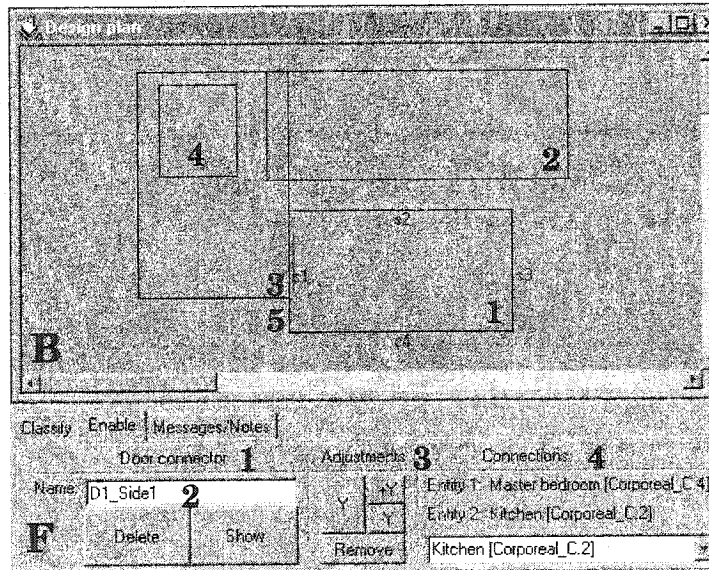 Design plan
4
2
s2
3 s1 s3
5 1
B s4
Classify Enable Messages/Notes
Door connector 1 Adjustments 3 Connections 4
Name: D1_Side1 2 Y +Y Entity 1: Master bedroom [Corporeal_C.4]
-Y Entity 2: Kitchen [Corporeal_C.2]
F Delete Show Remove Kitchen [Corporeal_C.2]